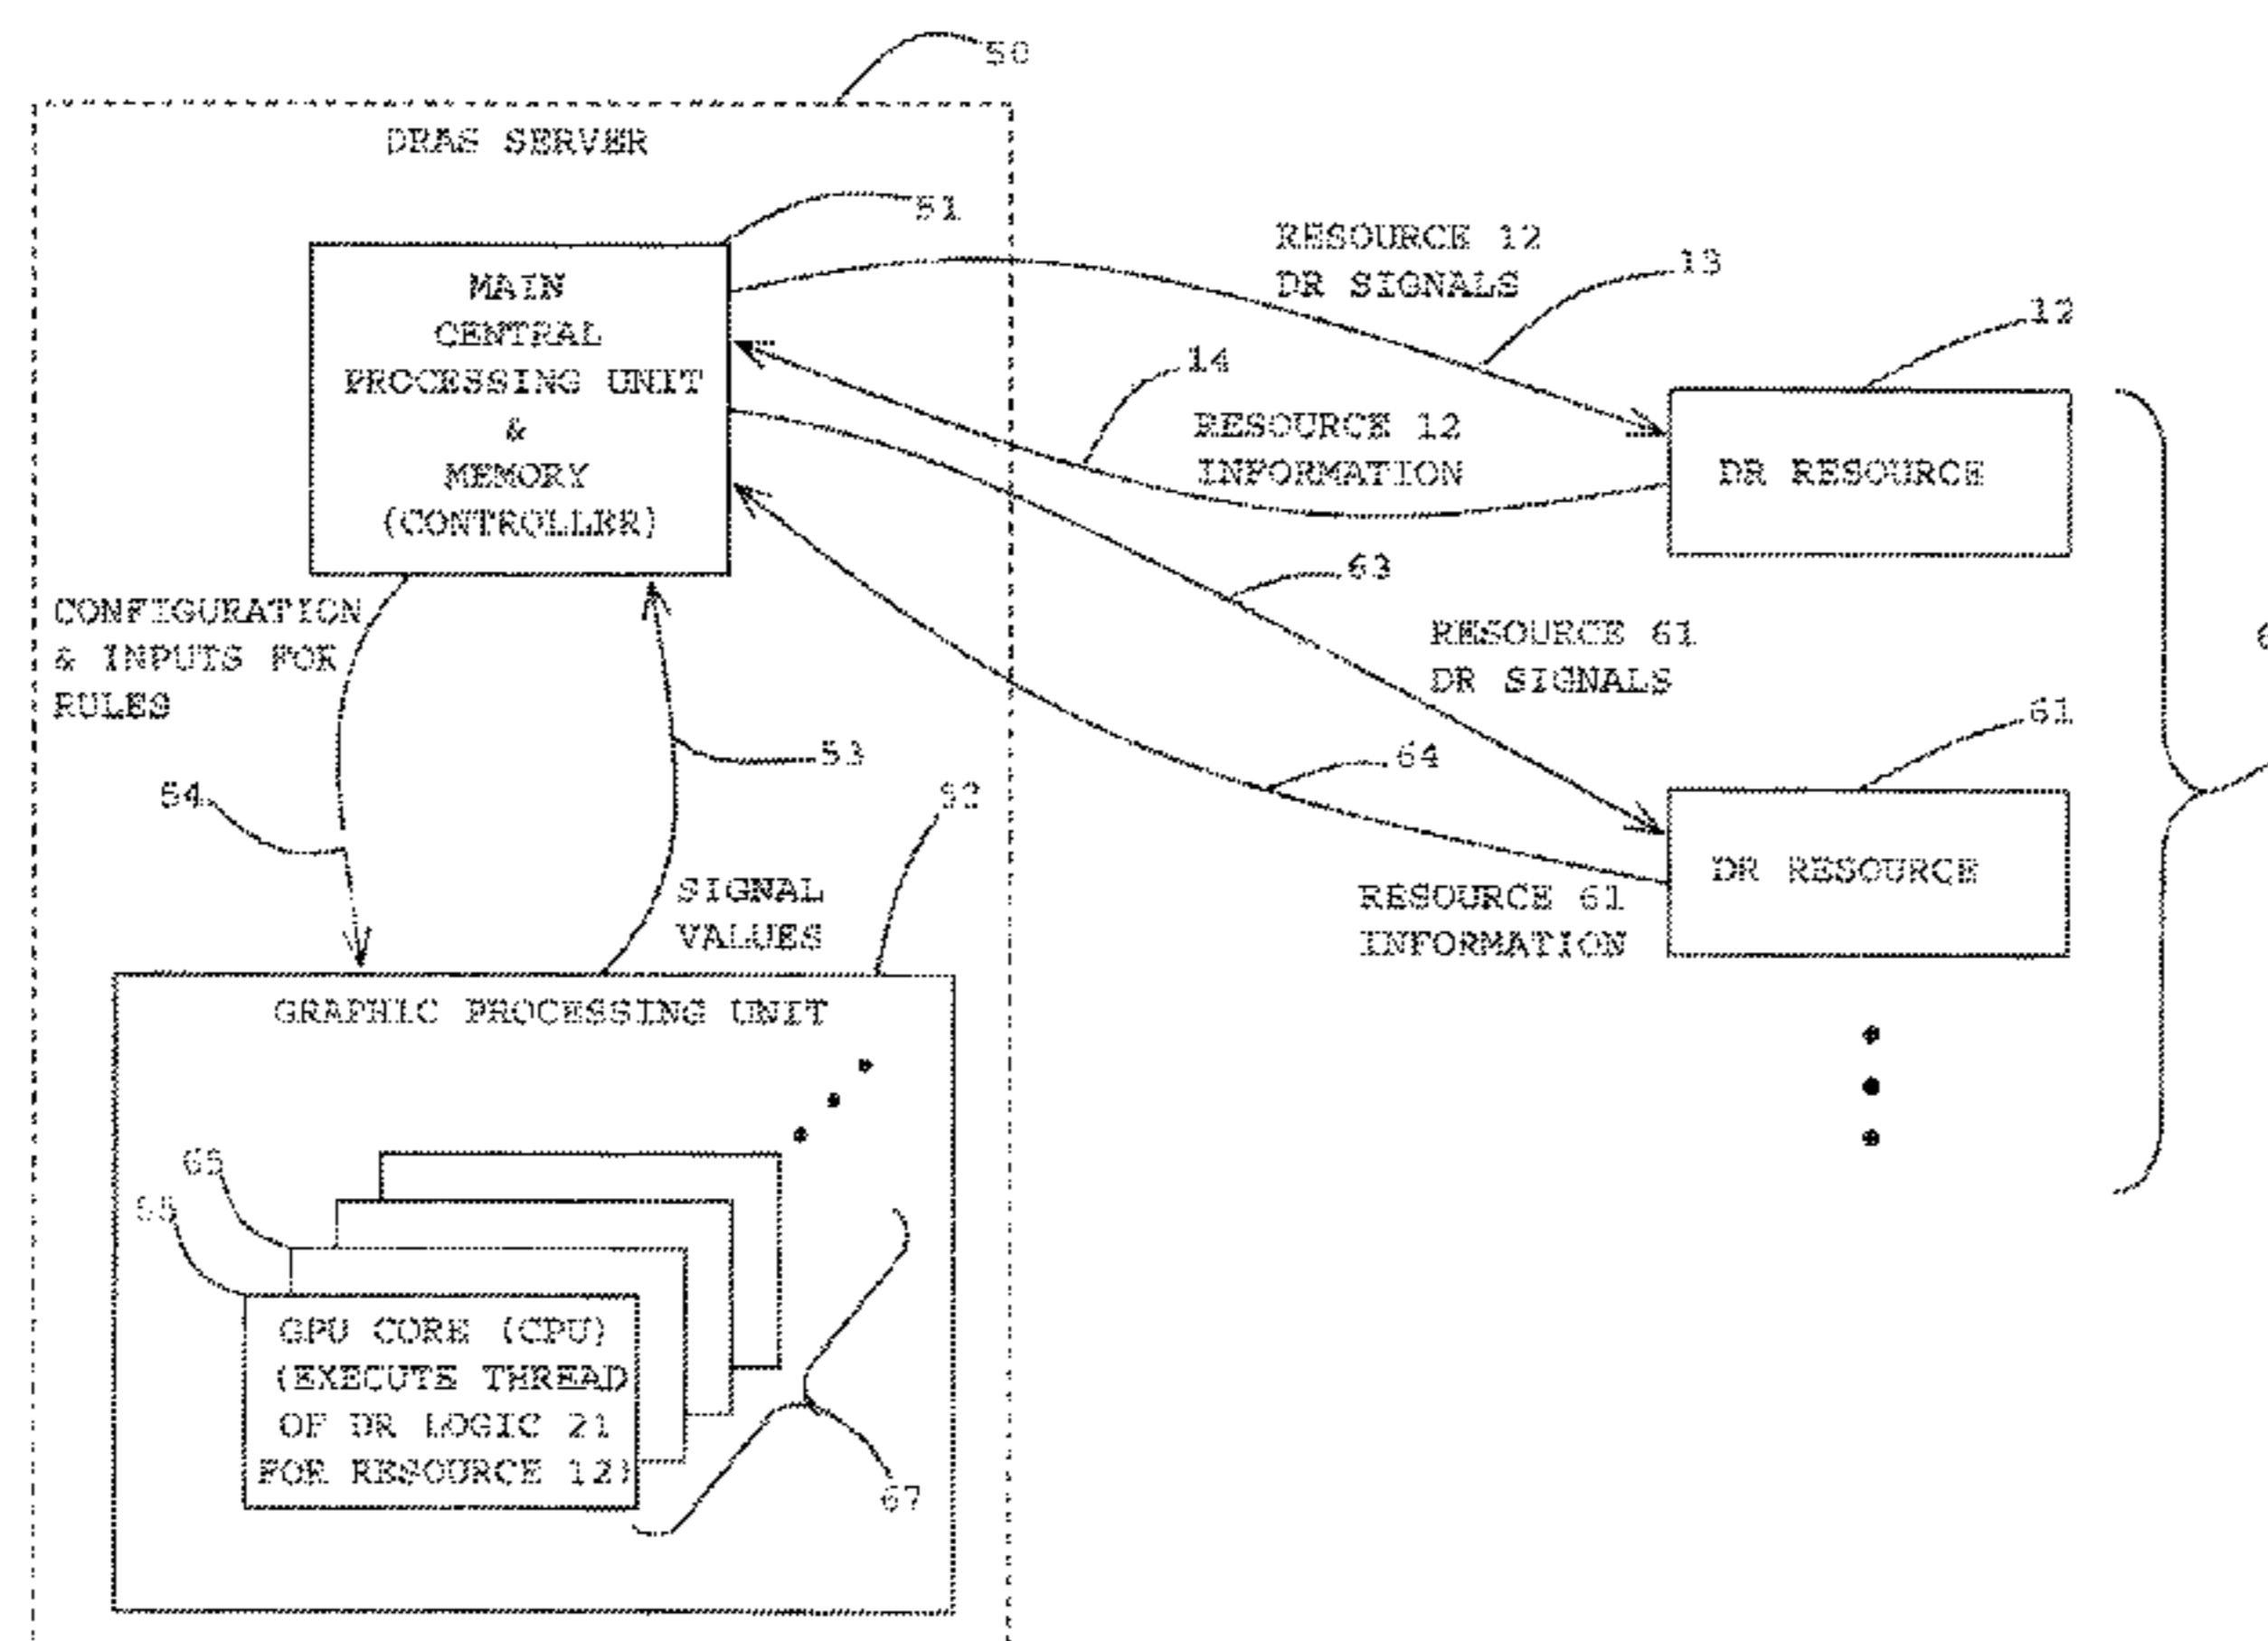 50
DRAS SERVER
51
MAIN
CENTRAL
PROCESSING UNIT
&
MEMORY
(CONTROLLER)
RESOURCE 12
DR SIGNALS
13
12
14
RESOURCE 12
INFORMATION
DR RESOURCE
63
CONFIGURATION
& INPUTS FOR
RULES
RESOURCE 61
DR SIGNALS
61
53
64
54
52
DR RESOURCE
SIGNAL
VALUES
RESOURCE 61
INFORMATION
GRAPHIC PROCESSING UNIT
65
55
GPU CORE (CPU)
(EXECUTE THREAD
OF DR LOGIC 21
FOR RESOURCE 12)
67